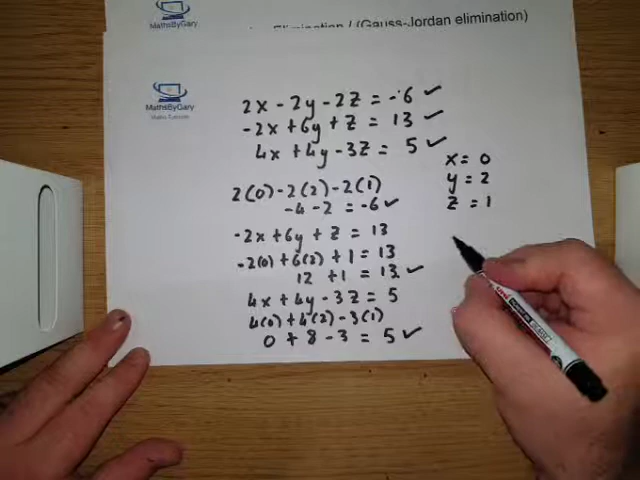 MathsByGary
Elimination / (Gauss-Jordan elimination)
MathsByGary
Maths Tutorials
2x - 2y - 2z = -6 ✓
-2x + 6y + z = 13 ✓
4x + 4y - 3z = 5 ✓
x = 0
y = 2
z = 1
2(0) - 2(2) - 2(1)
-4 - 2 = -6 ✓
-2x + 6y + z = 13
-2(0) + 6(2) + 1 = 13
12 + 1 = 13 ✓
4x + 4y - 3z = 5
4(0) + 4(2) - 3(1)
0 + 8 - 3 = 5 ✓